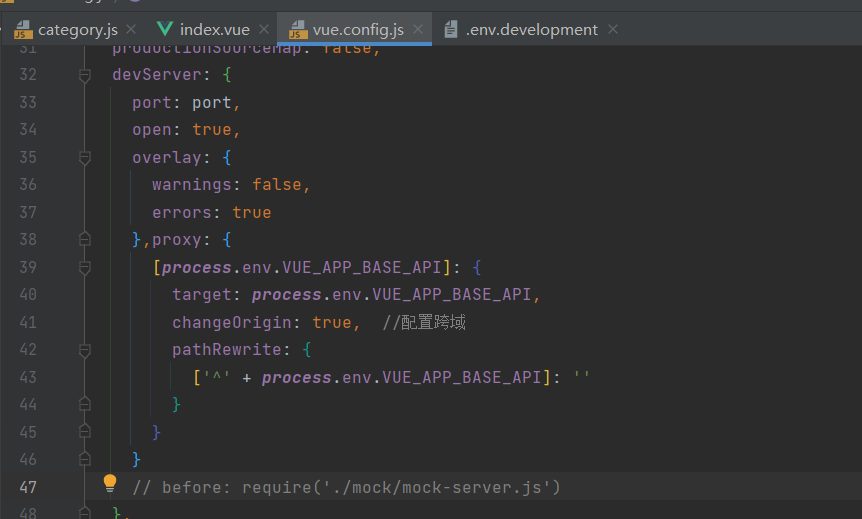 category.js × index.vue × vue.config.js × .env.development ×
31 productionSourceMap: false,
32 devServer: {
33 port: port,
34 open: true,
35 overlay: {
36 warnings: false,
37 errors: true
38 },proxy: {
39 [process.env.VUE_APP_BASE_API]: {
40 target: process.env.VUE_APP_BASE_API,
41 changeOrigin: true, //配置跨域
42 pathRewrite: {
43 ['^' + process.env.VUE_APP_BASE_API]: ''
44 }
45 }
46 }
47 // before: require('./mock/mock-server.js')
48 },